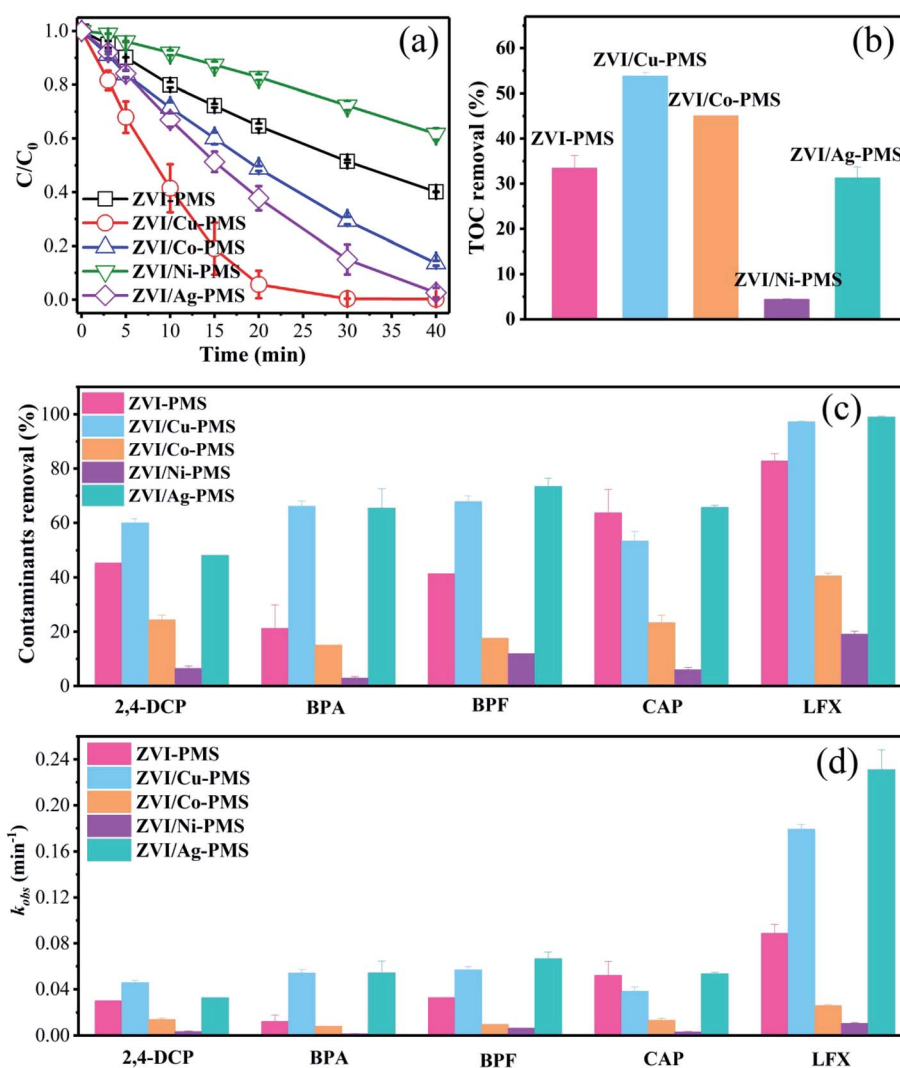 (a)
C/C0
1.0
0.8
0.6
0.4
0.2
0.0
ZVI-PMS
ZVI/Cu-PMS
ZVI/Co-PMS
ZVI/Ni-PMS
ZVI/Ag-PMS
0 5 10 15 20 25 30 35 40
Time (min)
(b)
TOC removal (%)
60
50
40
30
20
10
0
ZVI-PMS
ZVI/Cu-PMS
ZVI/Co-PMS
ZVI/Ni-PMS
ZVI/Ag-PMS
(c)
Contaminants removal (%)
100
80
60
40
20
0
ZVI-PMS
ZVI/Cu-PMS
ZVI/Co-PMS
ZVI/Ni-PMS
ZVI/Ag-PMS
2,4-DCP BPA BPF CAP LFX
(d)
kobs (min-1)
0.24
0.20
0.16
0.12
0.08
0.04
0.00
ZVI-PMS
ZVI/Cu-PMS
ZVI/Co-PMS
ZVI/Ni-PMS
ZVI/Ag-PMS
2,4-DCP BPA BPF CAP LFX